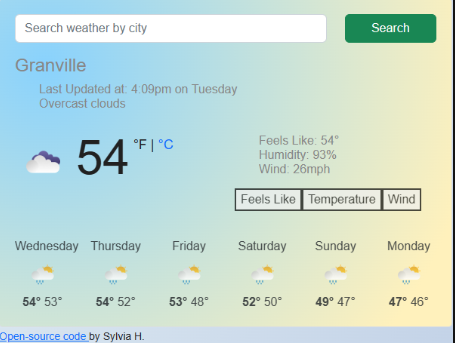 Search weather by city Search
Granville
Last Updated at: 4:09pm on Tuesday
Overcast clouds
54 °F | °C
Feels Like: 54°
Humidity: 93%
Wind: 26mph
Feels Like Temperature Wind
Wednesday Thursday Friday Saturday Sunday Monday
54° 53° 54° 52° 53° 48° 52° 50° 49° 47° 47° 46°
Open-source code by Sylvia H.